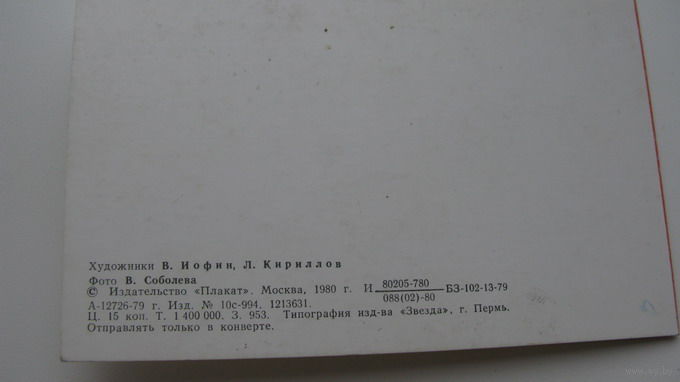 Художники В. Иофин, Л. Кириллов
Фото В. Соболева
© Издательство «Плакат», Москва, 1980 г. И 80205-780 БЗ-102-13-79
088(02)-80
А-12726-79 г. Изд. № 10с-994, 1213631.
Ц. 15 коп. Т. 1 400 000. З. 953. Типография изд-ва «Звезда», г. Пермь.
Отправлять только в конверте.